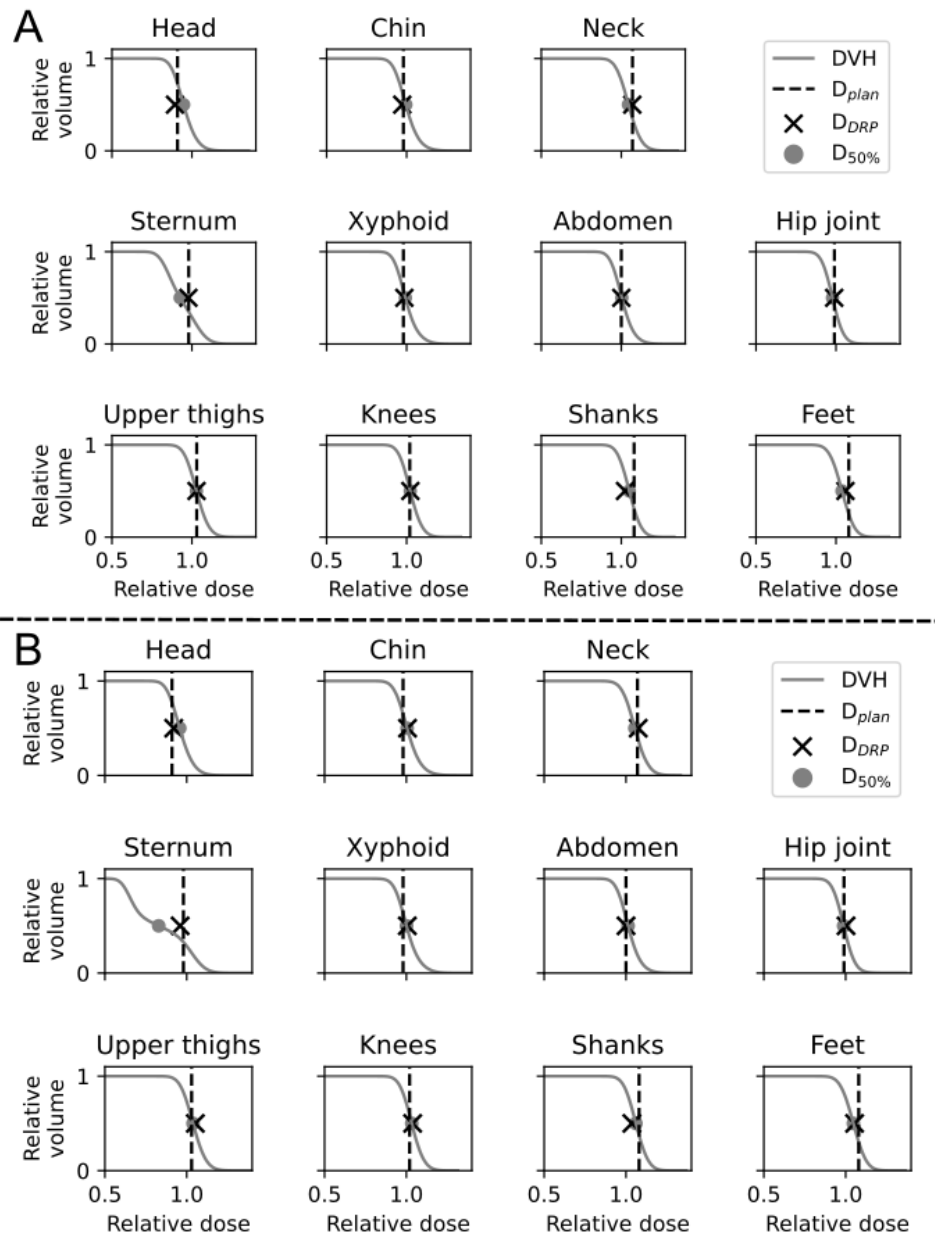 A
Head Chin Neck
Relative volume
1
0
DVH
D_plan
D_DRP
D_50%
Sternum Xyphoid Abdomen Hip joint
Relative volume
1
0
Upper thighs Knees Shanks Feet
Relative volume
1
0
0.5 1.0 0.5 1.0 0.5 1.0 0.5 1.0
Relative dose Relative dose Relative dose Relative dose
B
Head Chin Neck
Relative volume
1
0
DVH
D_plan
D_DRP
D_50%
Sternum Xyphoid Abdomen Hip joint
Relative volume
1
0
Upper thighs Knees Shanks Feet
Relative volume
1
0
0.5 1.0 0.5 1.0 0.5 1.0 0.5 1.0
Relative dose Relative dose Relative dose Relative dose